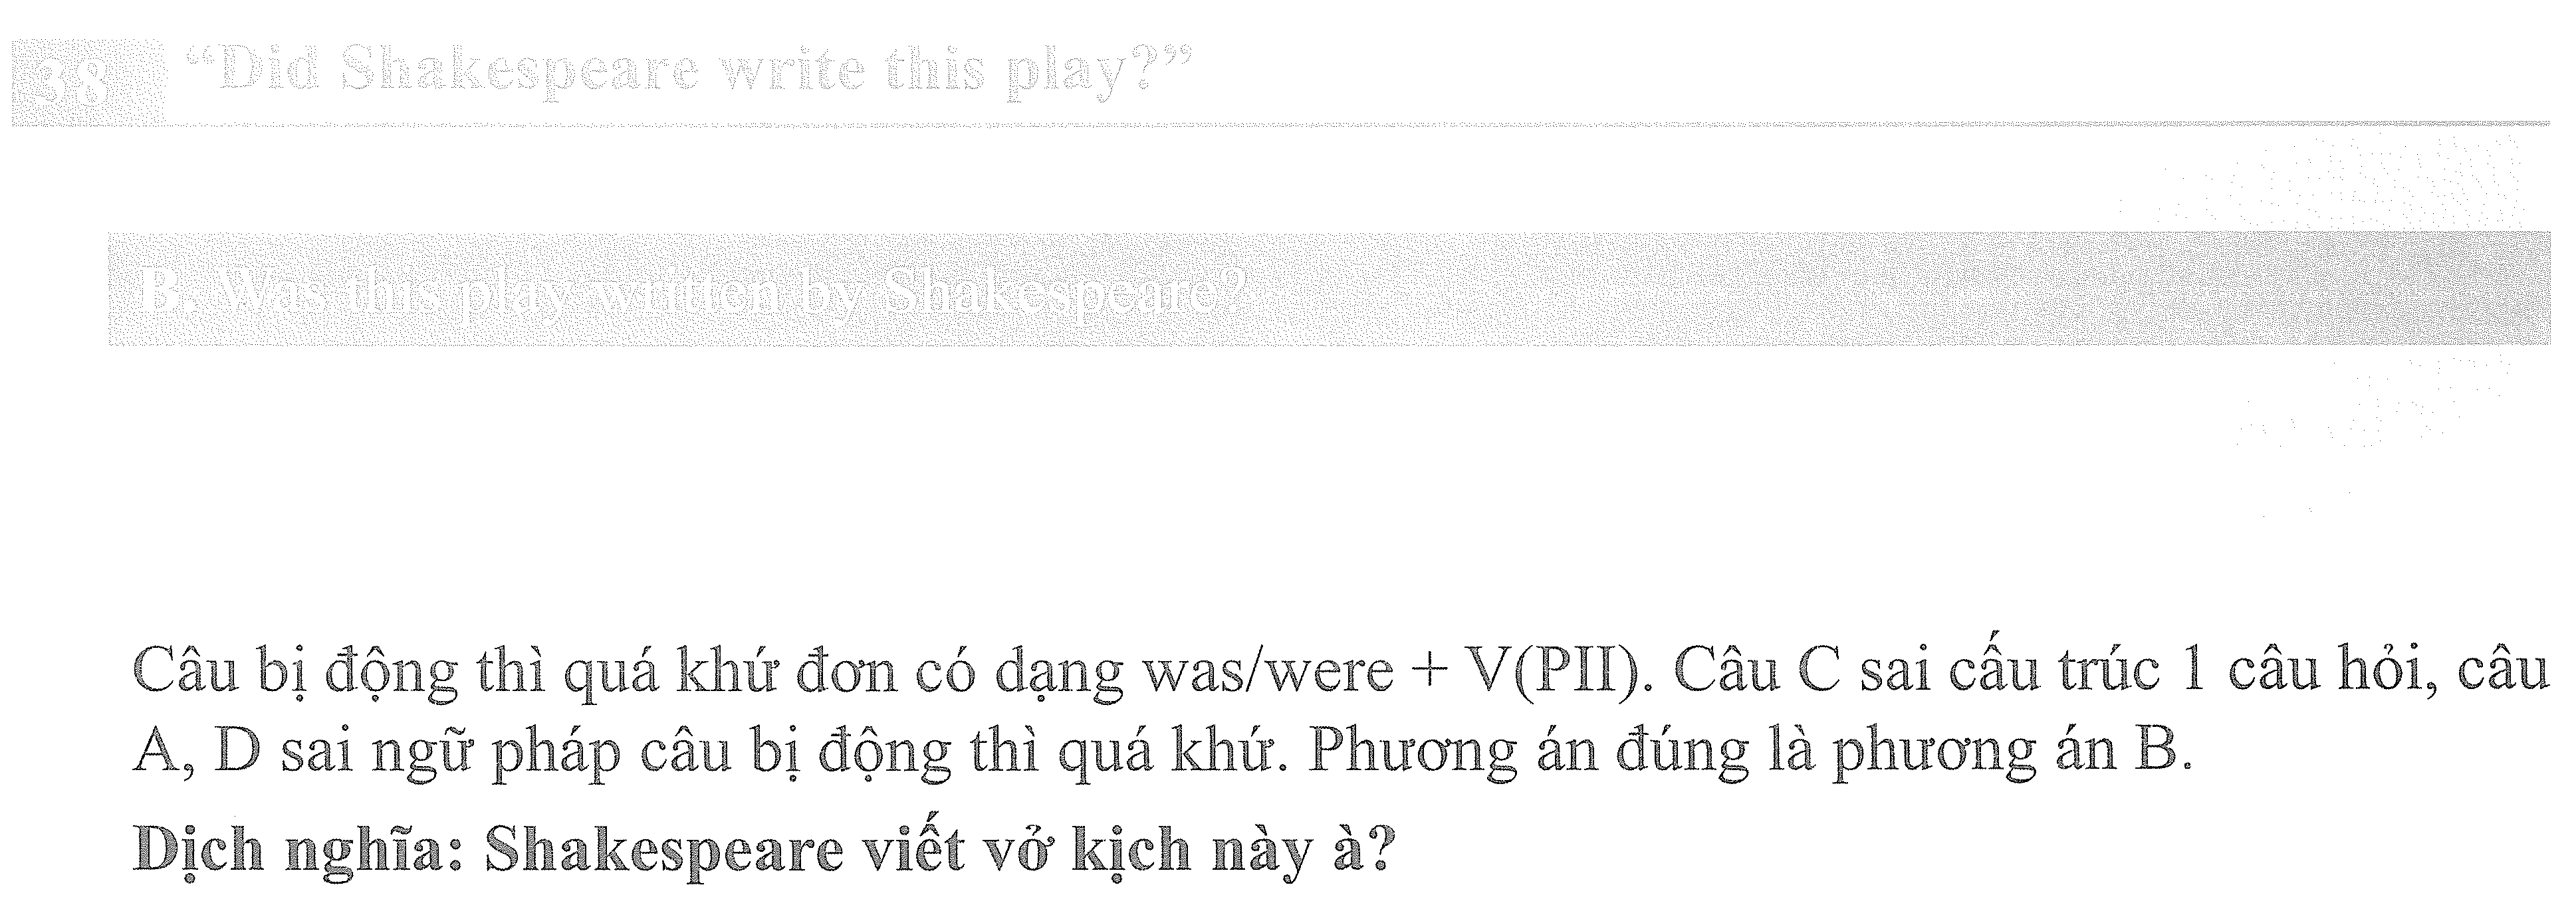 38 “Did Shakespeare write this play?”
B. Was this play written by Shakespeare?
Câu bị động thì quá khứ đơn có dạng was/were + V(PII). Câu C sai cấu trúc 1 câu hỏi, câu
A, D sai ngữ pháp câu bị động thì quá khứ. Phương án đúng là phương án B.
Dịch nghĩa: Shakespeare viết vở kịch này à?